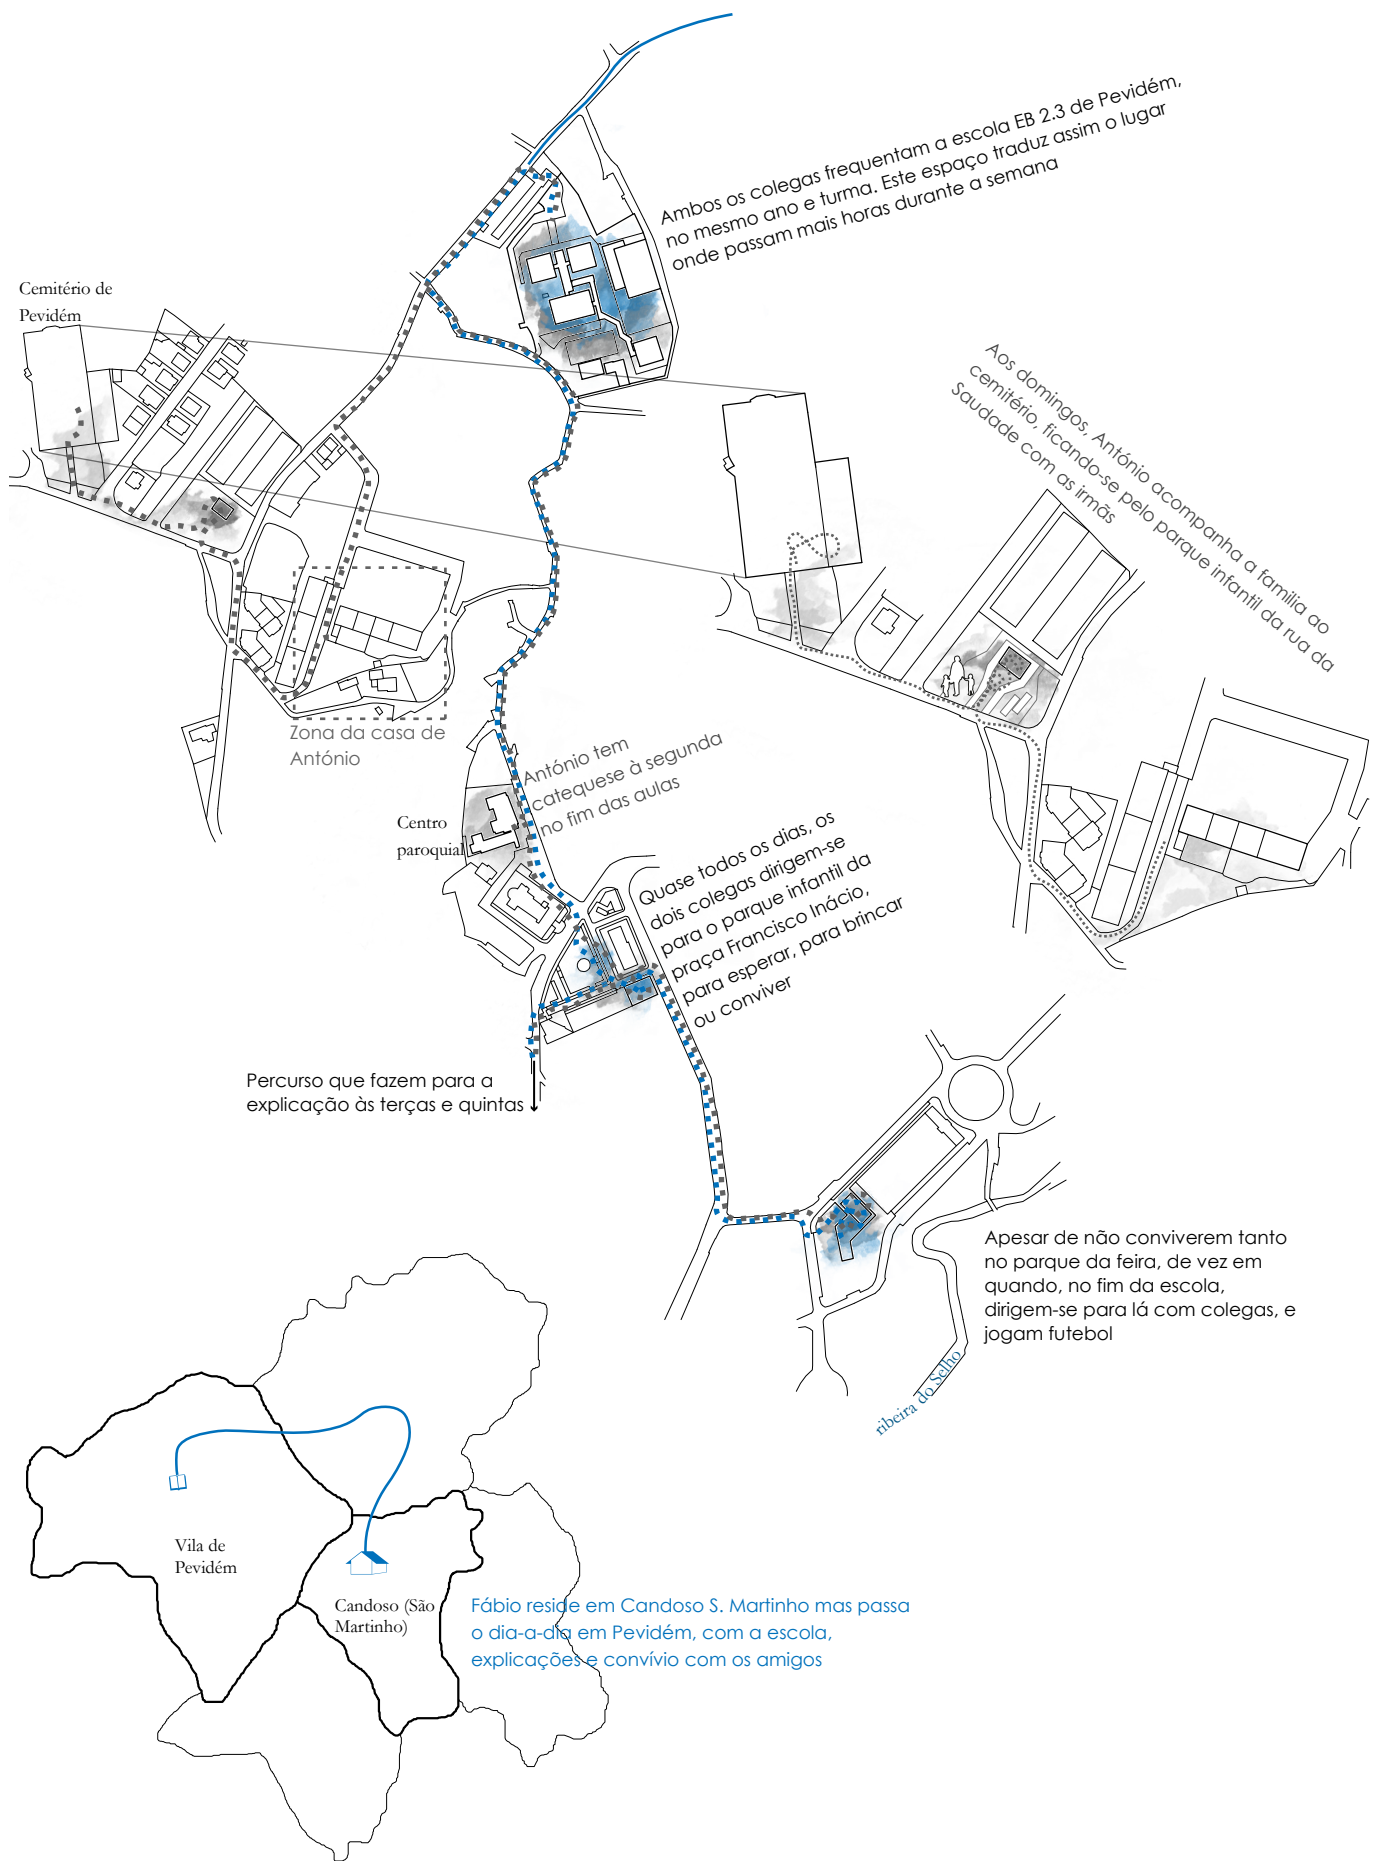 Ambos os colegas frequentam a escola EB 2.3 de Pevidém,
no mesmo ano e turma. Este espaço traduz assim o lugar
onde passam mais horas durante a semana
Cemitério de
Pevidém
Aos domingos, António acompanha a familia ao
cemitério, ficando-se pelo parque infantil da rua da
Saudade com as irmãs
Zona da casa de
António
António tem
catequese à segunda
no fim das aulas
Centro
paroquial
Quase todos os dias, os
dois colegas dirigem-se
para o parque infantil da
praça Francisco Inácio,
para esperar, para brincar
ou conviver
Percurso que fazem para a
explicação às terças e quintas
Apesar de não conviverem tanto
no parque da feira, de vez em
quando, no fim da escola,
dirigem-se para lá com colegas, e
jogam futebol
ribeira do Selho
Vila de
Pevidém
Candoso (São
Martinho)
Fábio reside em Candoso S. Martinho mas passa
o dia-a-dia em Pevidém, com a escola,
explicações e convívio com os amigos